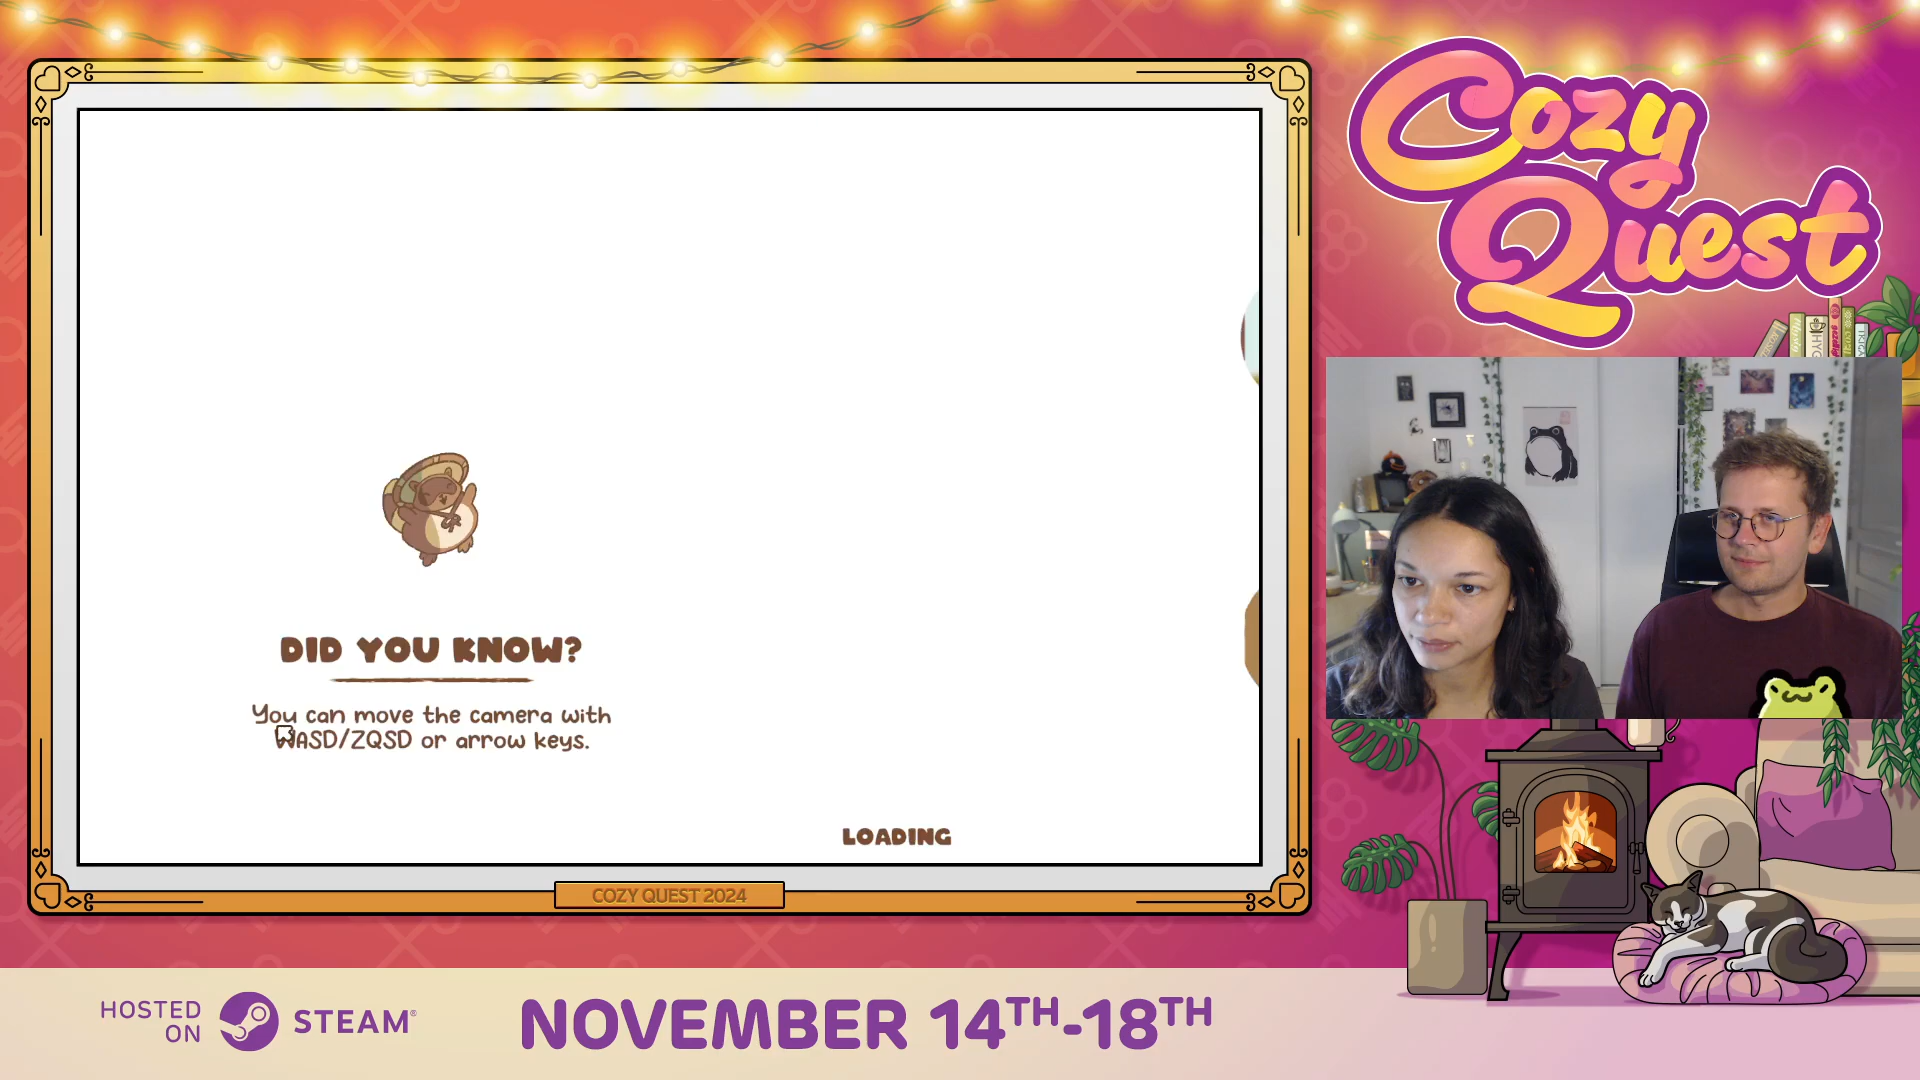 Cozy
Quest
DID YOU KNOW?
You can move the camera with
WASD/ZQSD or arrow keys.
LOADING
COZY QUEST 2024
HOSTED
ON
STEAM®
NOVEMBER 14TH-18TH